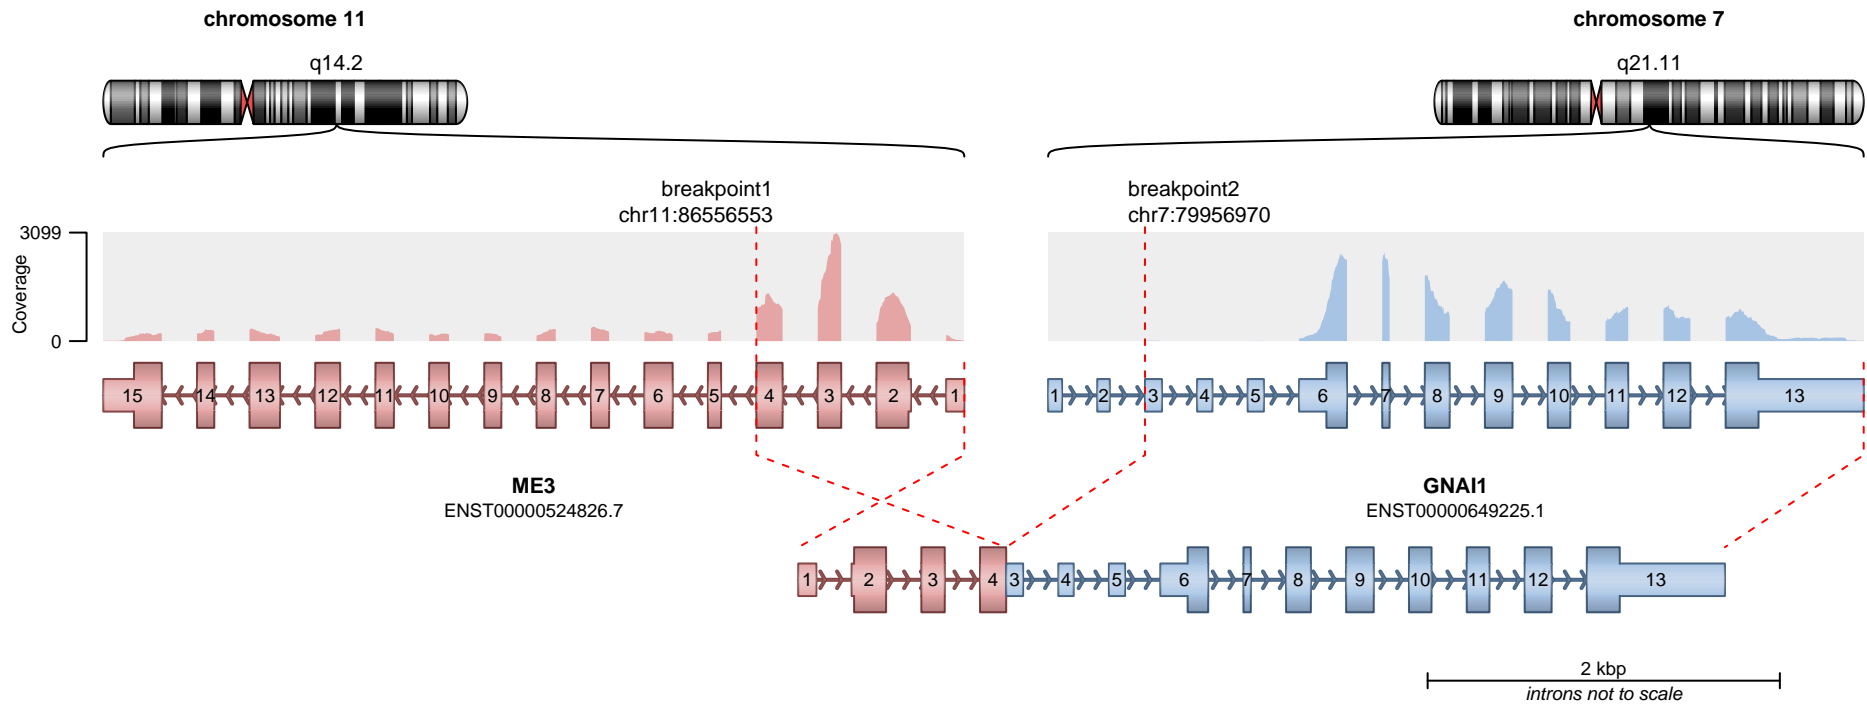 chromosome 11
chromosome 7
q14.2
q21.11
breakpoint1
chr11:86556553
breakpoint2
chr7:79956970
3099
0
Coverage
15 14 13 12 11 10 9 8 7 6 5 4 3 2 1
1 2 3 4 5 6 7 8 9 10 11 12 13
ME3
ENST00000524826.7
GNAI1
ENST00000649225.1
1 2 3 4 3 4 5 6 7 8 9 10 11 12 13
2 kbp
introns not to scale